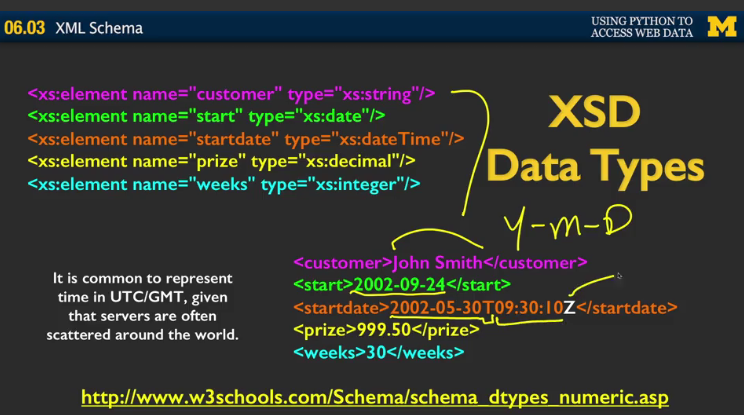 06.03 XML Schema
USING PYTHON TO
ACCESS WEB DATA
M
<xs:element name="customer" type="xs:string"/>
<xs:element name="start" type="xs:date"/>
<xs:element name="startdate" type="xs:dateTime"/>
<xs:element name="prize" type="xs:decimal"/>
<xs:element name="weeks" type="xs:integer"/>
XSD
Data Types
Y-M-D
It is common to represent
time in UTC/GMT, given
that servers are often
scattered around the world.
<customer>John Smith</customer>
<start>2002-09-24</start>
<startdate>2002-05-30T09:30:10Z</startdate>
<prize>999.50</prize>
<weeks>30</weeks>
http://www.w3schools.com/Schema/schema_dtypes_numeric.asp